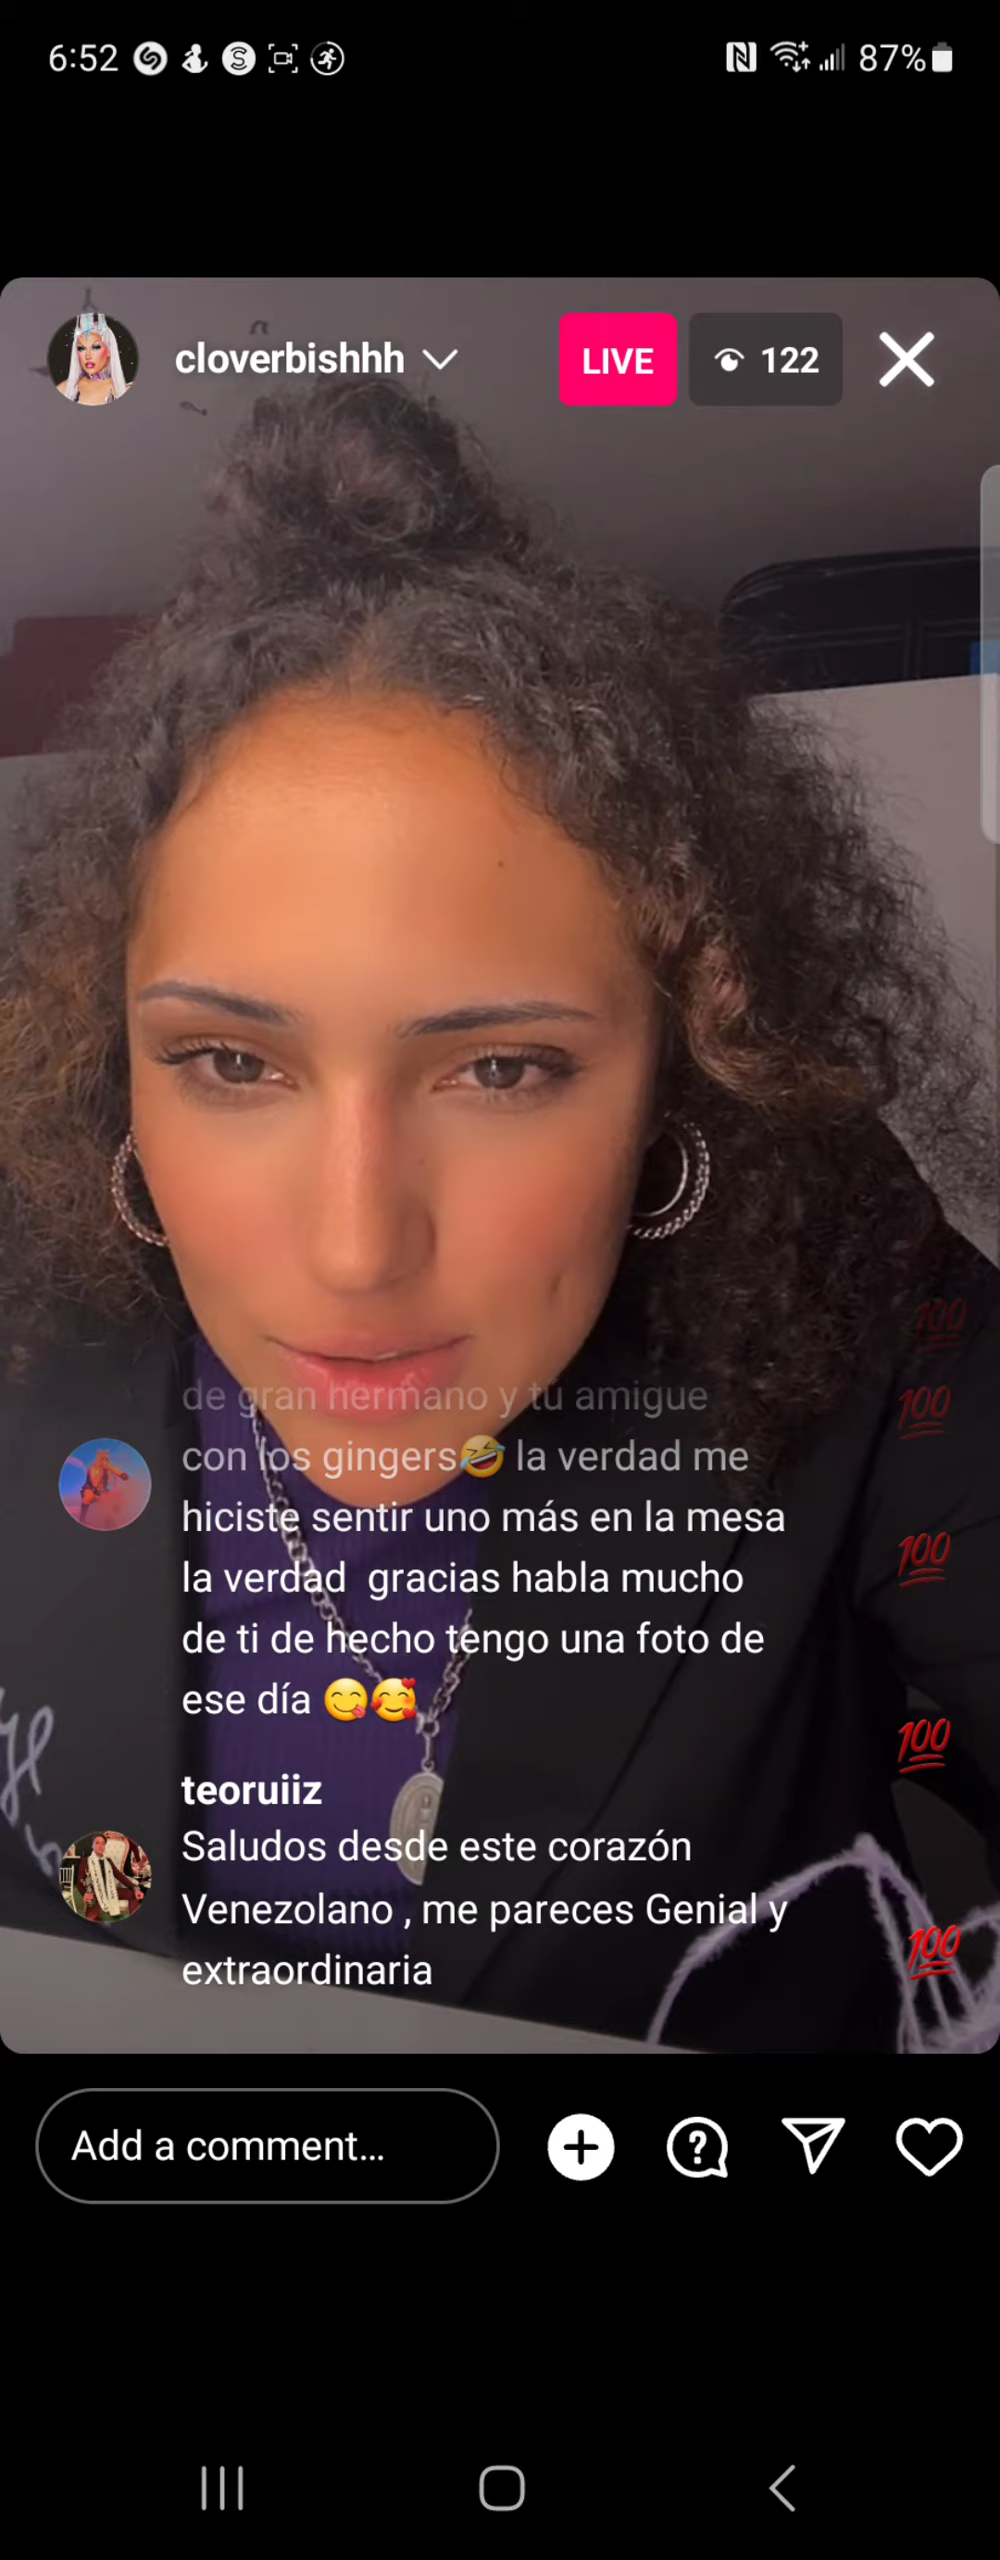 6:52
87%
cloverbishhh
LIVE
122
de gran hermano y tú amigue
con los gingers🤣 la verdad me
hiciste sentir uno más en la mesa
la verdad  gracias habla mucho
de ti de hecho tengo una foto de
ese día 😋🥰
teoruiiz
Saludos desde este corazón
Venezolano , me pareces Genial y
extraordinaria
💯
💯
💯
💯
💯
Add a comment...